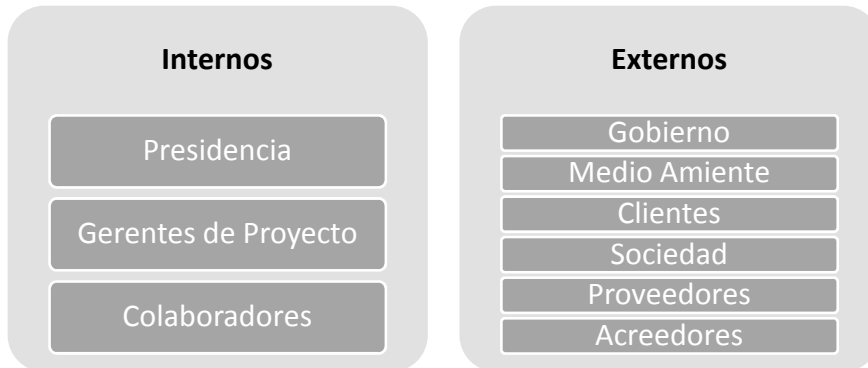 Internos
Presidencia
Gerentes de Proyecto
Colaboradores
Externos
Gobierno
Medio Amiente
Clientes
Sociedad
Proveedores
Acreedores